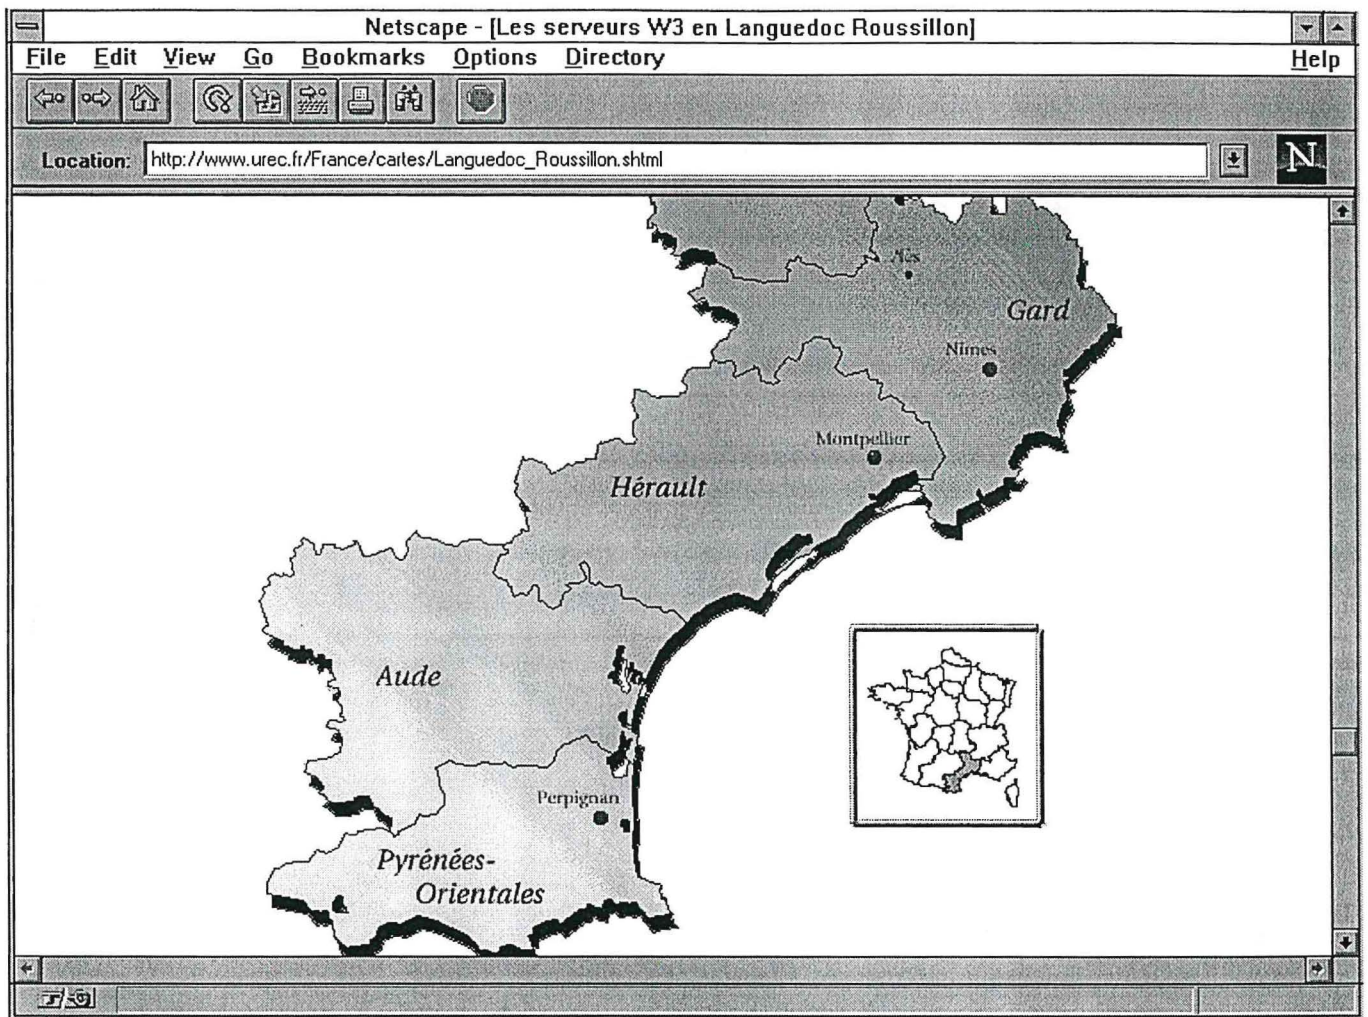 Netscape - [Les serveurs W3 en Languedoc Roussillon]
File Edit View Go Bookmarks Options Directory Help
Location: http://www.urec.fr/France/cartes/Languedoc_Roussillon.shtml
N
Alès
Gard
Nîmes
Montpellier
Hérault
Aude
Perpignan
Pyrénées-
Orientales